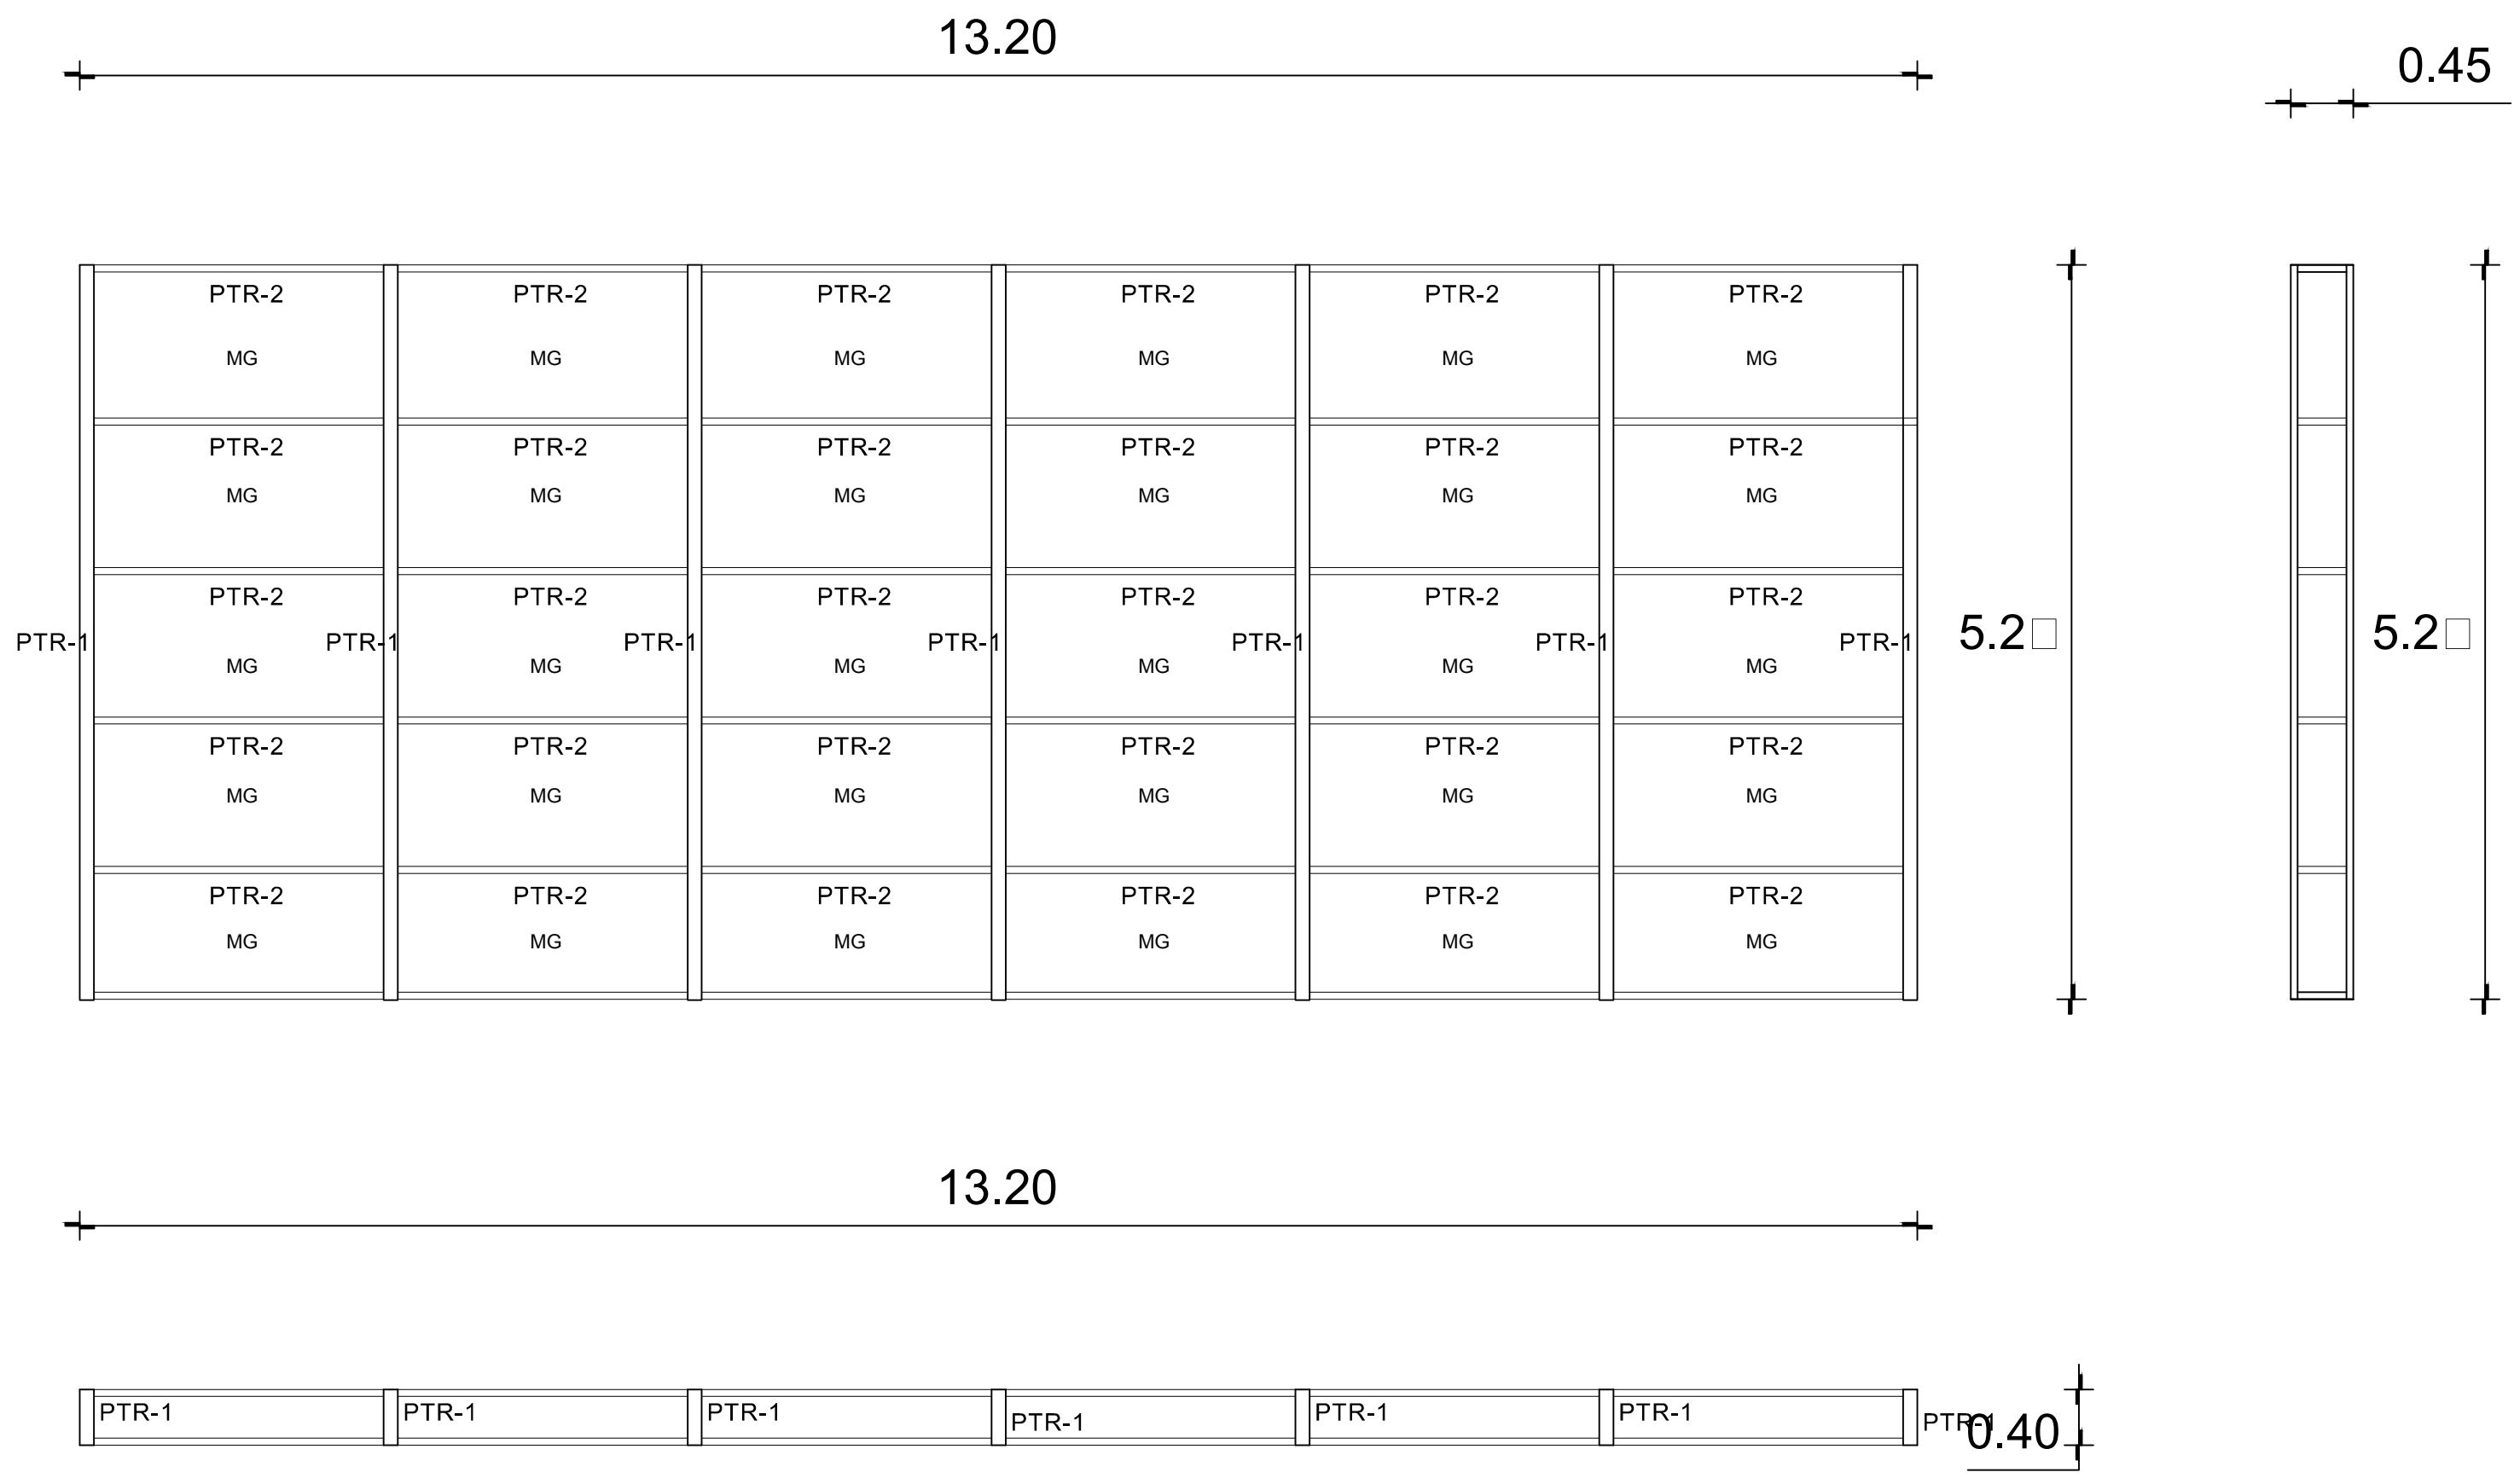 13.20
0.45
PTR-2 PTR-2 PTR-2 PTR-2 PTR-2 PTR-2
MG MG MG MG MG MG
PTR-2 PTR-2 PTR-2 PTR-2 PTR-2 PTR-2
MG MG MG MG MG MG
PTR-2 PTR-2 PTR-2 PTR-2 PTR-2 PTR-2
PTR-1 PTR-1 PTR-1 PTR-1 PTR-1 PTR-1 PTR-1 5.2□ 5.2□
MG MG MG MG MG MG
PTR-2 PTR-2 PTR-2 PTR-2 PTR-2 PTR-2
MG MG MG MG MG MG
PTR-2 PTR-2 PTR-2 PTR-2 PTR-2 PTR-2
MG MG MG MG MG MG
13.20
PTR-1 PTR-1 PTR-1 PTR-1 PTR-1 PTR-1 PTR-1
0.40